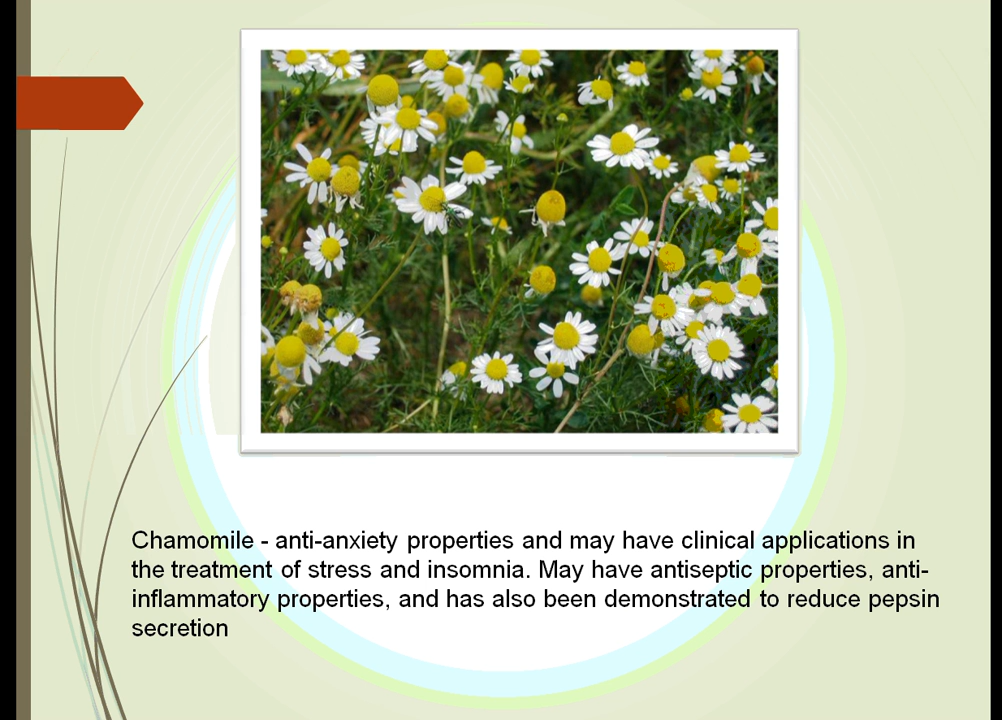 Chamomile - anti-anxiety properties and may have clinical applications in
the treatment of stress and insomnia. May have antiseptic properties, anti-
inflammatory properties, and has also been demonstrated to reduce pepsin
secretion